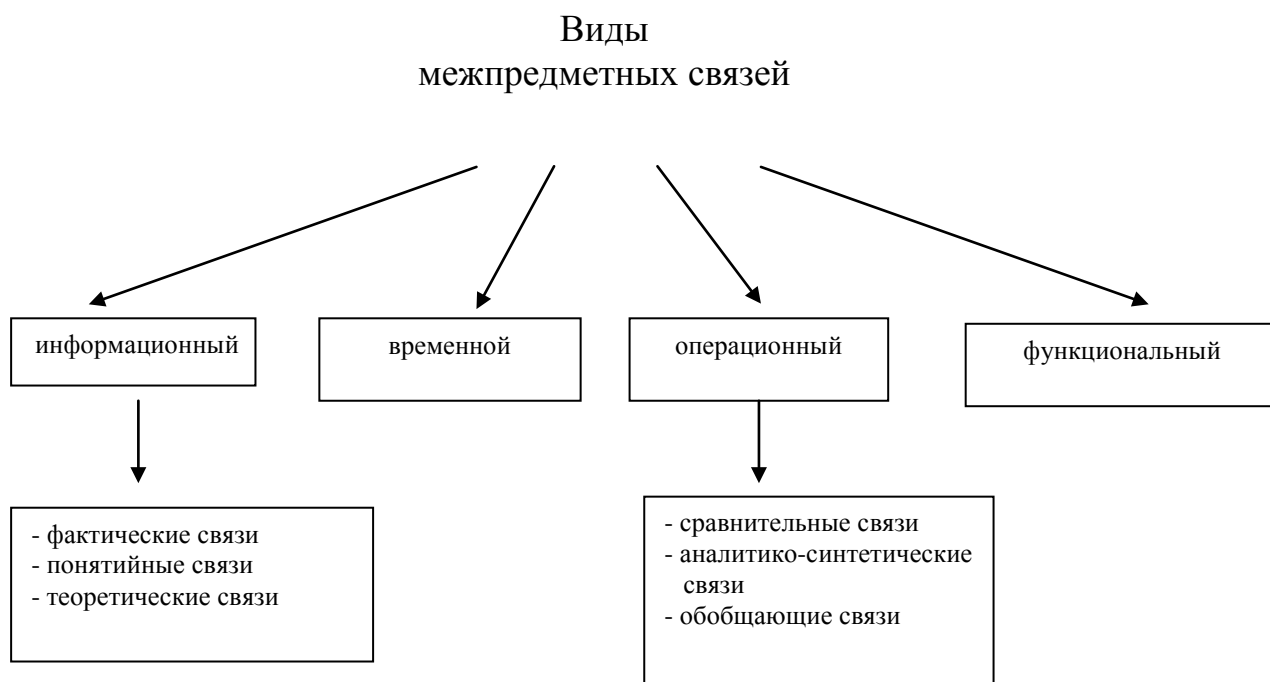 Виды
межпредметных связей
информационный
временной
операционный
функциональный
- фактические связи
- понятийные связи
- теоретические связи
- сравнительные связи
- аналитико-синтетические
связи
- обобщающие связи